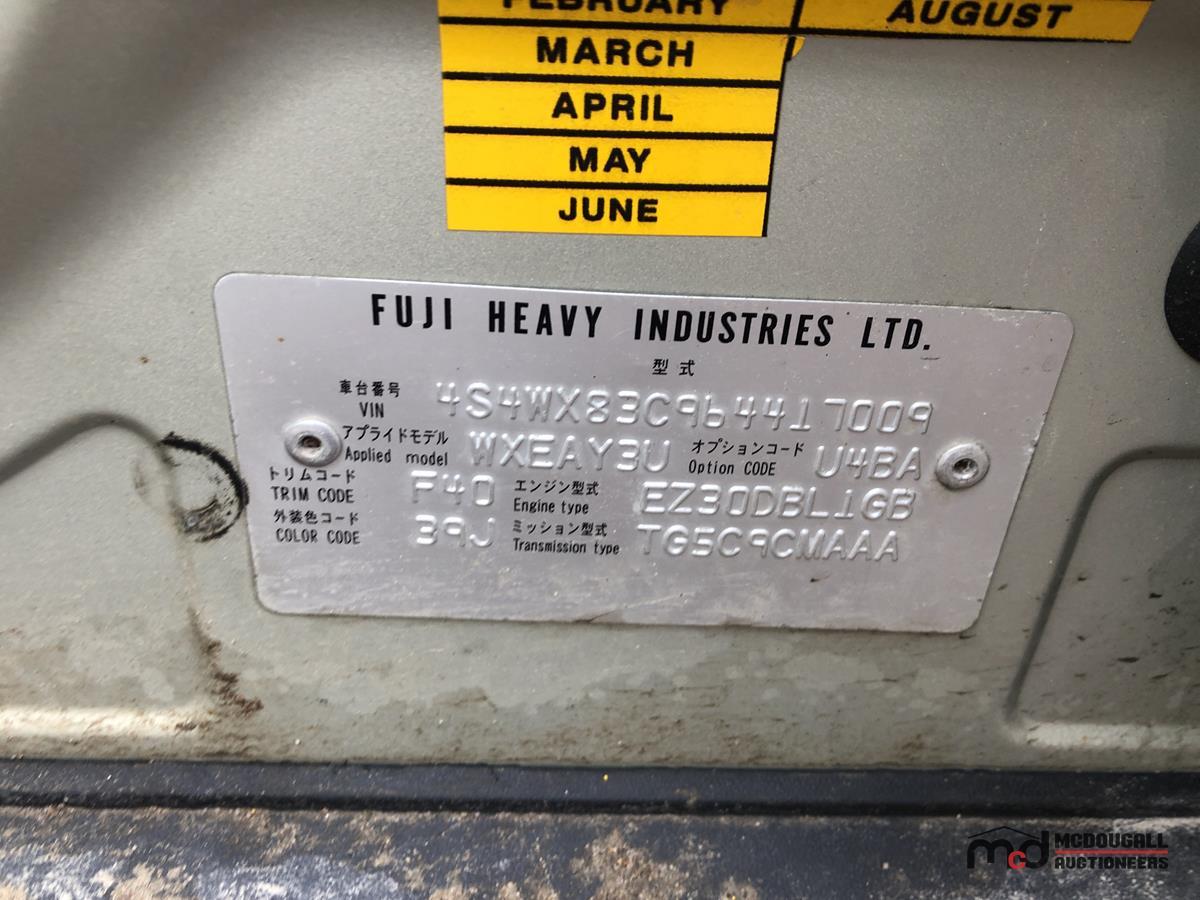 FEBRUARY AUGUST
MARCH
APRIL
MAY
JUNE
FUJI HEAVY INDUSTRIES LTD.
型式
車台番号 VIN 4S4WX83C964417009
アプライドモデル Applied model WXEAY3U オプションコード Option CODE U4BA
トリムコード TRIM CODE F40 エンジン型式 Engine type EZ30DBL1GB
外装色コード COLOR CODE 39J ミッション型式 Transmission type TG5C9CMAAA
mcd MCDOUGALL AUCTIONEERS